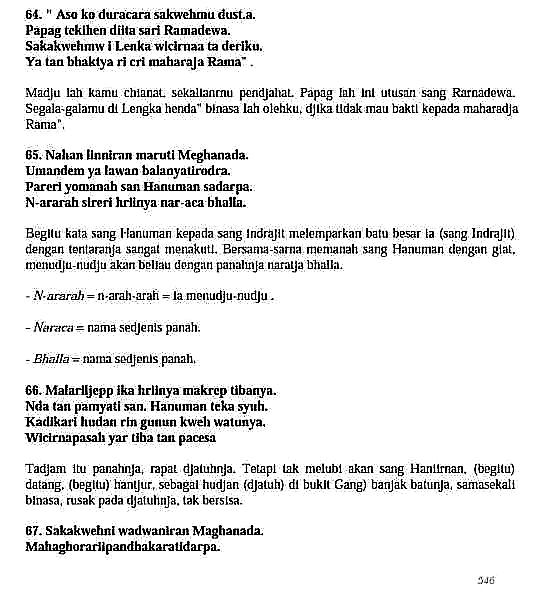 64. " Aso ko duracara sakwehmu dust.a.
Papag tekihen diita sari Ramadewa.
Sakakwehmw i Lenka wicirnaa ta deriku.
Ya tan bhaktya ri cri maharaja Rama" .
Madju lah kamu chianat. sekaliannu pendjahat. Papag lah ini utusan sang Rarnadewa.
Segala-galamu di Lengka henda" binasa lah olehku, djika tidak mau bakti kepada maharadja
Rama".
65. Nahan linniran maruti Meghanada.
Umandem ya lawan balanyatirodra.
Pareri yomanah san Hanuman sadarpa.
N-ararah sireri hriinya nar-aca bhalla.
Begitu kata sang Hanuman kepada sang Indrajit melemparkan batu besar ia (sang Indrajit)
dengan tentaranja sangat menakuti. Bersama-sarna memanah sang Hanuman dengan giat,
menudju-nudju akan beliau dengan panahnja naratja bhalla.
- N-ararah = n-arah-arah = ia menudju-nudju .
- Naraca = nama sedjenis panah.
- Bhalla = nama sedjenis panah.
66. Mafariijepp ika hriinya makrep tibanya.
Nda tan pamyati san. Hanuman teka syuh.
Kadikari hudan rin gunun kweh watunya.
Wicirnapasah yar tiba tan pacesa
Tadjam itu panahnja, rapat djatuhnja. Tetapi tak melubi akan sang Haniirnan, (begitu)
datang, (begitu) hantjur, sebagai hudjan (djatuh) di bukit Gang) banjak batunja, samasekali
binasa, rusak pada djatuhnja, tak bersisa.
67. Sakakwehni wadwaniran Maghanada.
Mahaghorariipandhakaratidarpa.
546